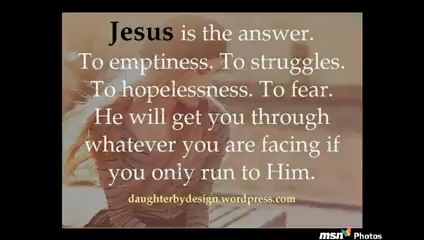 Jesus is the answer.
To emptiness. To struggles.
To hopelessness. To fear.
He will get you through
whatever you are facing if
you only run to Him.
daughterbydesign.wordpress.com
msn Photos